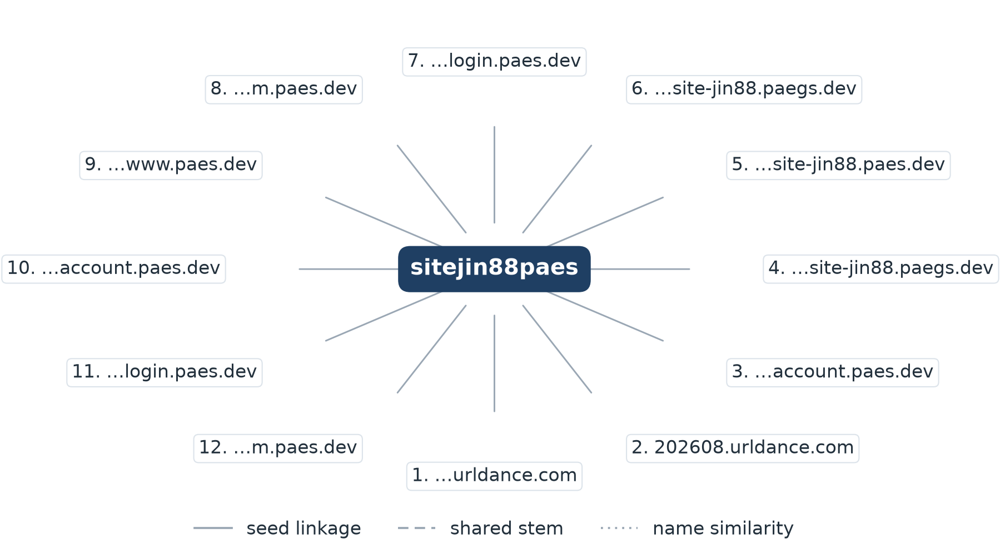 7. ...login.paes.dev
8. ...m.paes.dev
6. ...site-jin88.paegs.dev
9. ...www.paes.dev
5. ...site-jin88.paes.dev
10. ...account.paes.dev
sitejin88paes
4. ...site-jin88.paegs.dev
11. ...login.paes.dev
3. ...account.paes.dev
12. ...m.paes.dev
2. 202608.urldance.com
1. ...urldance.com
seed linkage
shared stem
name similarity